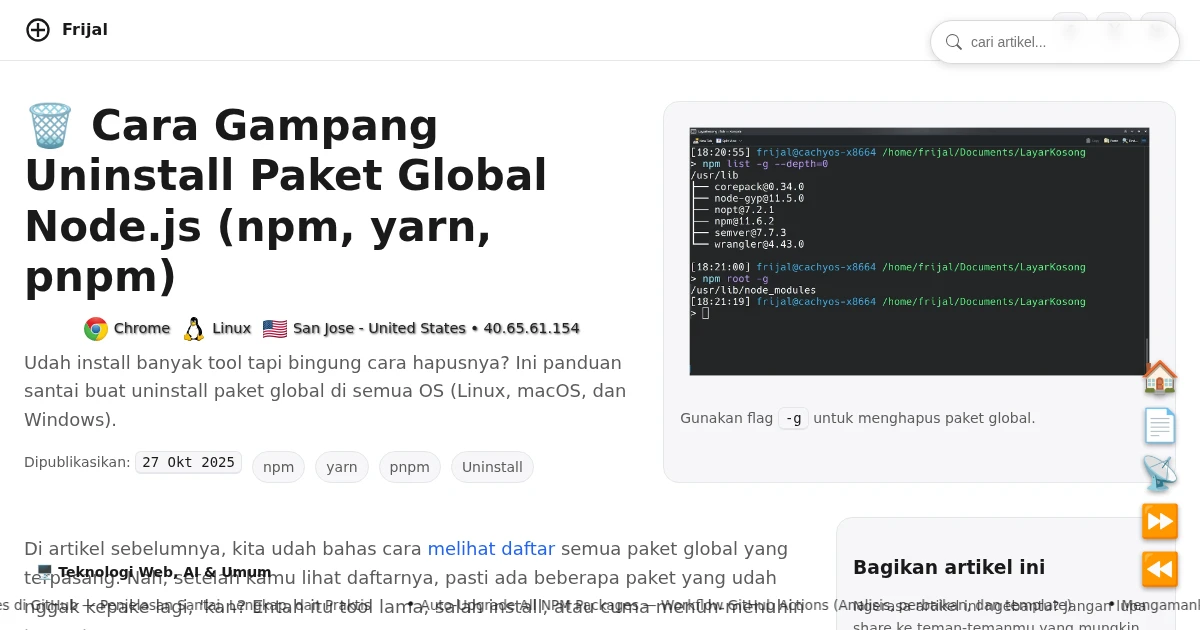 Frijal
cari artikel...
Cara Gampang
Uninstall Paket Global
Node.js (npm, yarn,
pnpm)
Chrome Linux San Jose - United States • 40.65.61.154
Udah install banyak tool tapi bingung cara hapusnya? Ini panduan
santai buat uninstall paket global di semua OS (Linux, macOS, dan
Windows).
Dipublikasikan: 27 Okt 2025 npm yarn pnpm Uninstall
[18:20:55] frijal@cachyos-x8664 /home/frijal/Documents/LayarKosong
> npm list -g --depth=0
/usr/lib
├── corepack@0.34.0
├── node-gyp@11.5.0
├── nopt@7.2.1
├── npm@11.6.2
├── semver@7.7.3
└── wrangler@4.43.0
[18:21:00] frijal@cachyos-x8664 /home/frijal/Documents/LayarKosong
> npm root -g
/usr/lib/node_modules
[18:21:19] frijal@cachyos-x8664 /home/frijal/Documents/LayarKosong
>
Gunakan flag -g untuk menghapus paket global.
Di artikel sebelumnya, kita udah bahas cara melihat daftar semua paket global yang
terpasang. Nah, setelah kamu lihat daftarnya, pasti ada beberapa paket yang udah
Teknologi Web, AI & Umum
nggak kepake lagi, kan? Entah itu tool lama, salah install, atau cuma menuh-menuhin
es di GitHub — Penjelasan Santai, Lengkap, dan Praktis • Auto-Upgrade All NPM Packages — Workflow GitHub Actions (Analisis, perbaikan, dan template) • Mengamanl
Bagikan artikel ini
Ngerasa artikel ini ngebantu? Jangan lupa
share ke teman-temanmu yang mungkin